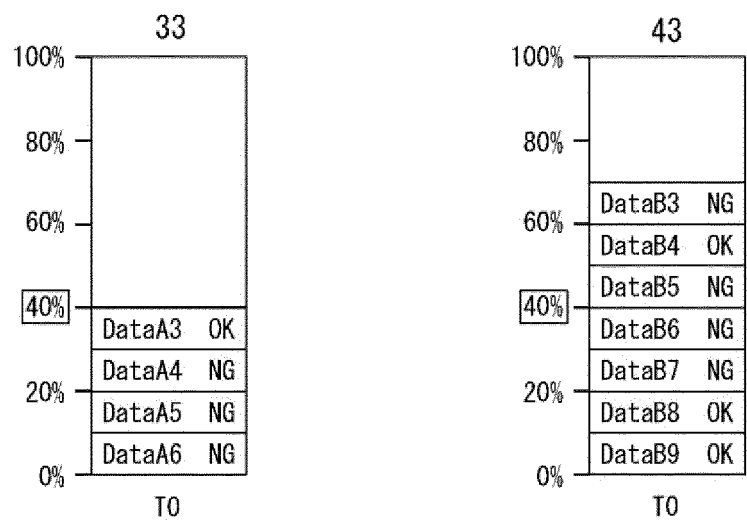 33
100%
80%
60%
40%
20%
0%
DataA3 OK
DataA4 NG
DataA5 NG
DataA6 NG
T0
43
100%
80%
60%
40%
20%
0%
DataB3 NG
DataB4 OK
DataB5 NG
DataB6 NG
DataB7 NG
DataB8 OK
DataB9 OK
T0